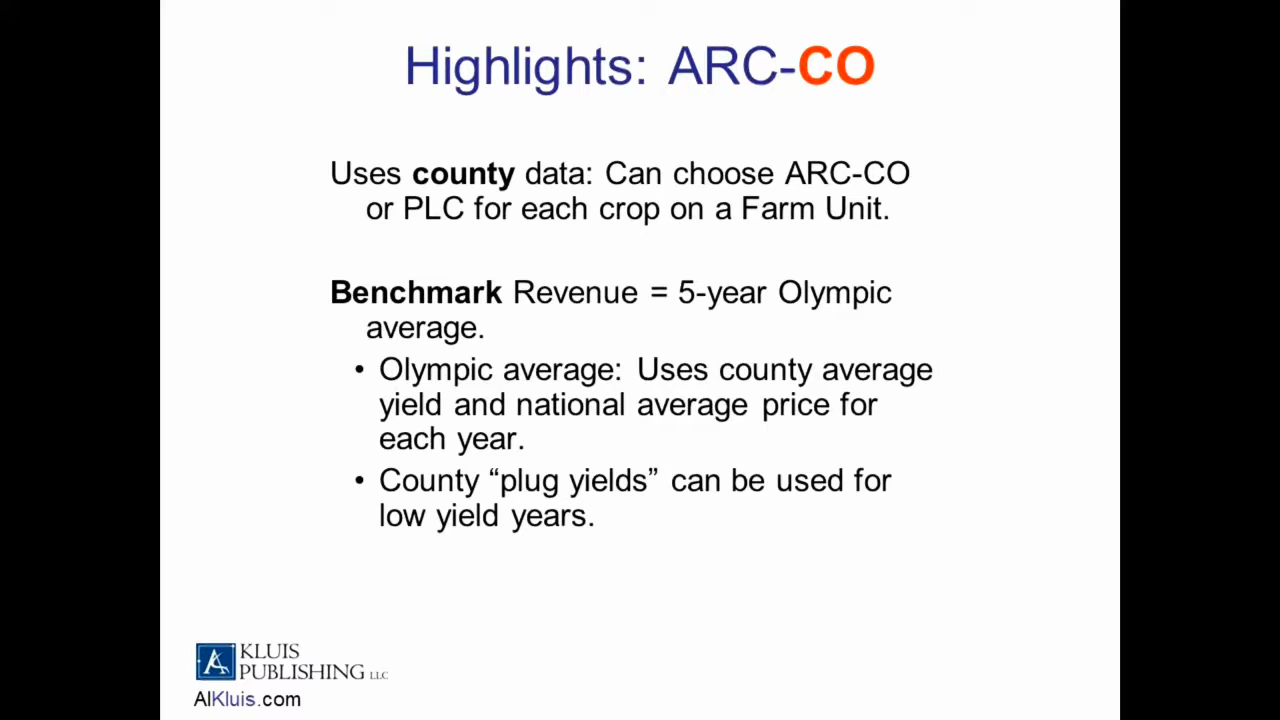 Highlights: ARC-CO
Uses county data: Can choose ARC-CO
or PLC for each crop on a Farm Unit.
Benchmark Revenue = 5-year Olympic
average.
• Olympic average: Uses county average
yield and national average price for
each year.
• County “plug yields” can be used for
low yield years.
KLUIS
PUBLISHING LLC
AlKluis.com